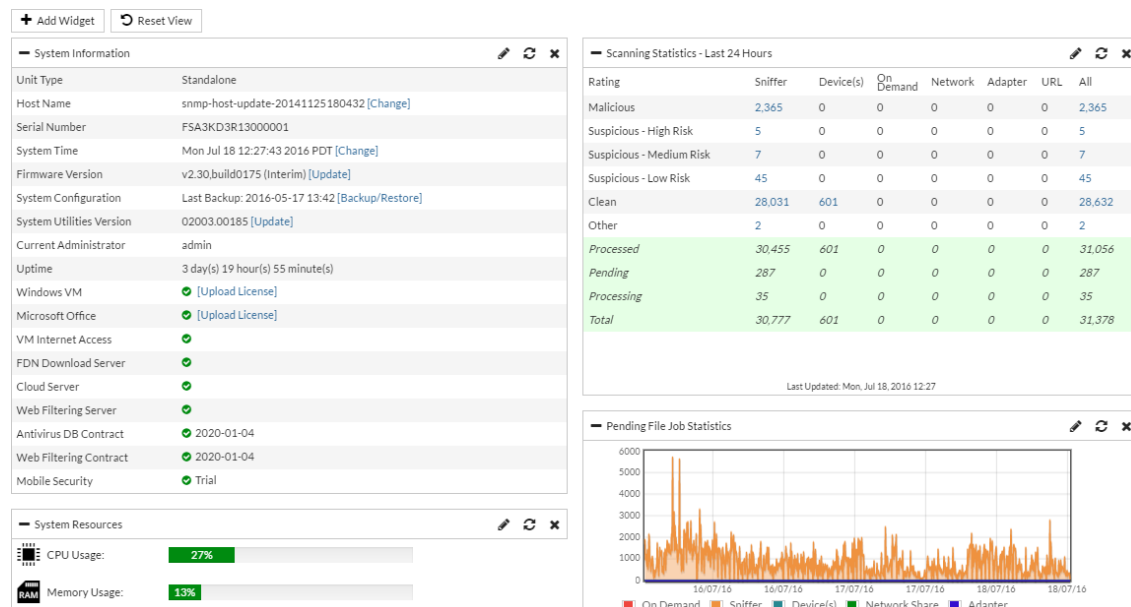 Add Widget Reset View
System Information
Unit Type Standalone
Host Name snmp-host-update-20141125180432 [Change]
Serial Number FSA3KD3R13000001
System Time Mon Jul 18 12:27:43 2016 PDT [Change]
Firmware Version v2.30,build0175 (Interim) [Update]
System Configuration Last Backup: 2016-05-17 13:42 [Backup/Restore]
System Utilities Version 02003.00185 [Update]
Current Administrator admin
Uptime 3 day(s) 19 hour(s) 55 minute(s)
Windows VM [Upload License]
Microsoft Office [Upload License]
VM Internet Access
FDN Download Server
Cloud Server
Web Filtering Server
Antivirus DB Contract 2020-01-04
Web Filtering Contract 2020-01-04
Mobile Security Trial
System Resources
CPU Usage: 27%
RAM Memory Usage: 13%
Scanning Statistics - Last 24 Hours
Rating Sniffer Device(s) On Demand Network Adapter URL All
Malicious 2,365 0 0 0 0 0 2,365
Suspicious - High Risk 5 0 0 0 0 0 5
Suspicious - Medium Risk 7 0 0 0 0 0 7
Suspicious - Low Risk 45 0 0 0 0 0 45
Clean 28,031 601 0 0 0 0 28,632
Other 2 0 0 0 0 0 2
Processed 30,455 601 0 0 0 0 31,056
Pending 287 0 0 0 0 0 287
Processing 35 0 0 0 0 0 35
Total 30,777 601 0 0 0 0 31,378
Last Updated: Mon, Jul 18, 2016 12:27
Pending File Job Statistics
6000
5000
4000
3000
2000
1000
0
16/07/16 16/07/16 17/07/16 17/07/16 18/07/16 18/07/16
On Demand Sniffer Device(s) Network Share Adapter